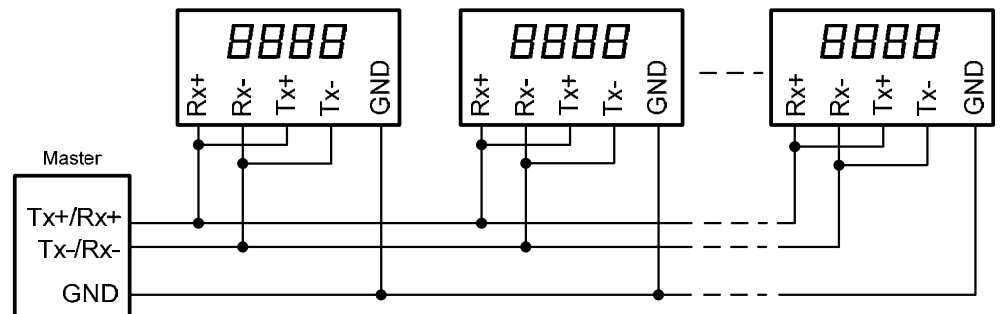 8888 8888 8888
Rx+ Rx- Tx+ Tx- GND Rx+ Rx- Tx+ Tx- GND Rx+ Rx- Tx+ Tx- GND
Master
Tx+/Rx+
Tx-/Rx-
GND